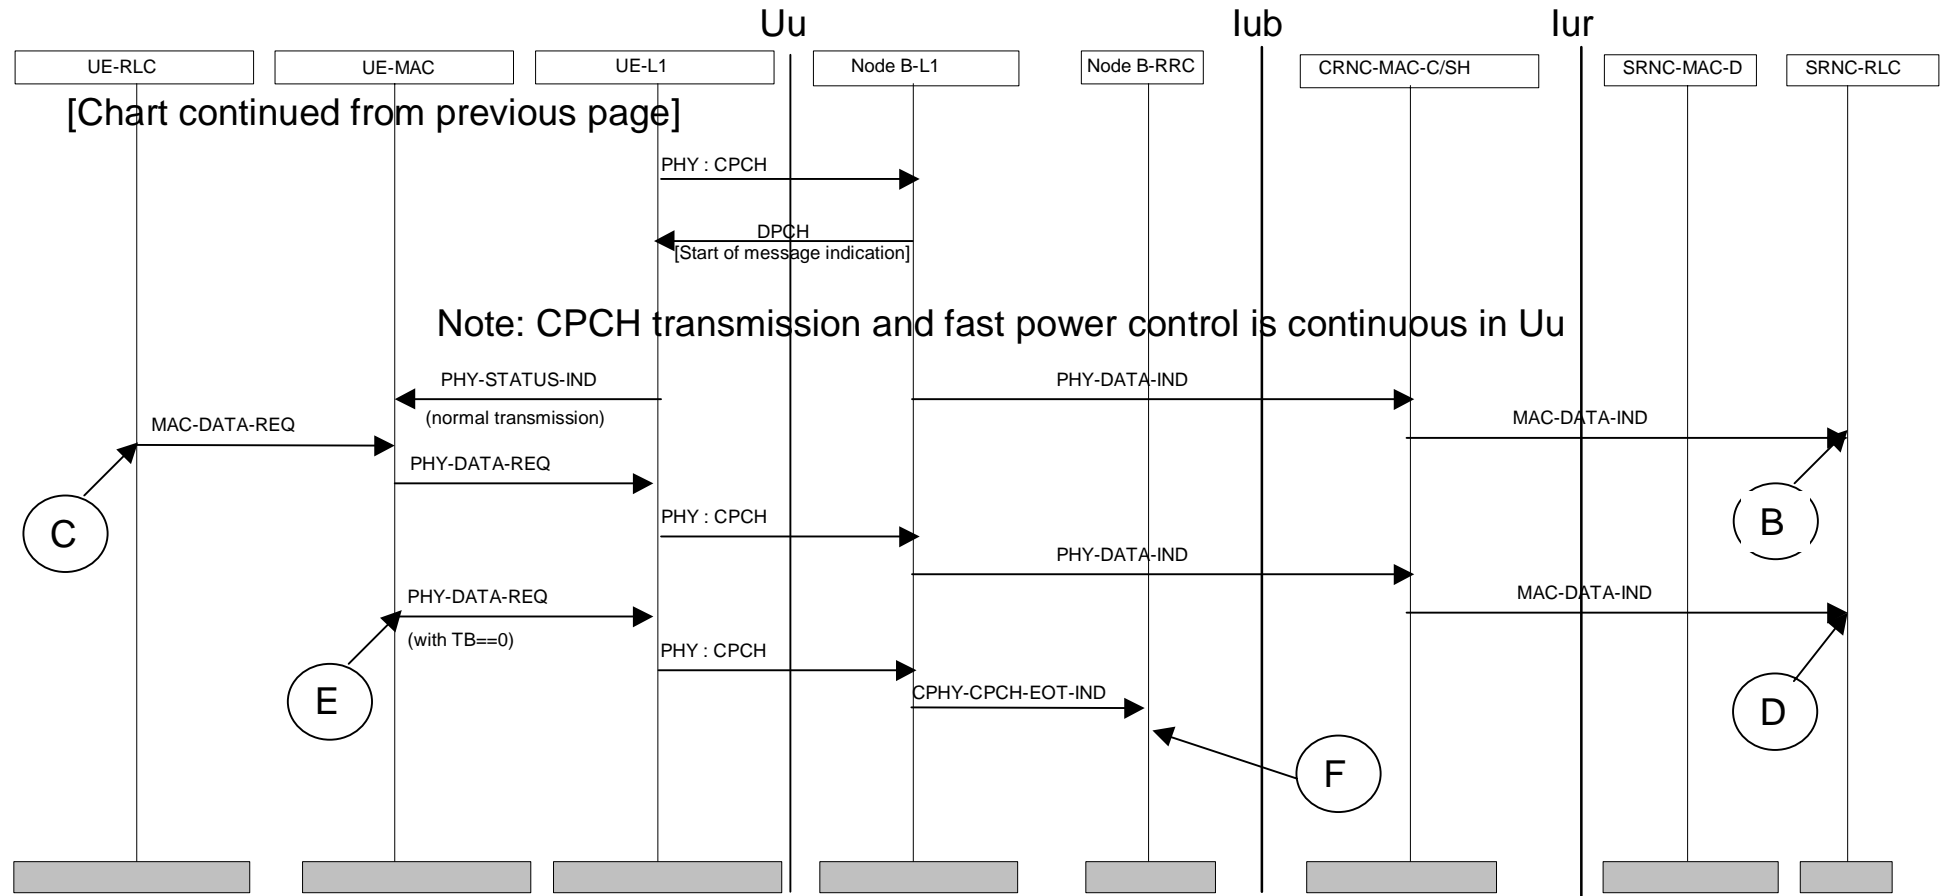 Uu Iub Iur
UE-RLC UE-MAC UE-L1 Node B-L1 Node B-RRC CRNC-MAC-C/SH SRNC-MAC-D SRNC-RLC
[Chart continued from previous page]
PHY : CPCH
DPCH
[Start of message indication]
Note: CPCH transmission and fast power control is continuous in Uu
PHY-STATUS-IND PHY-DATA-IND
(normal transmission)
MAC-DATA-REQ MAC-DATA-IND
PHY-DATA-REQ
C PHY : CPCH B
PHY-DATA-IND
PHY-DATA-REQ MAC-DATA-IND
(with TB==0)
PHY : CPCH
E CPHY-CPCH-EOT-IND D
F